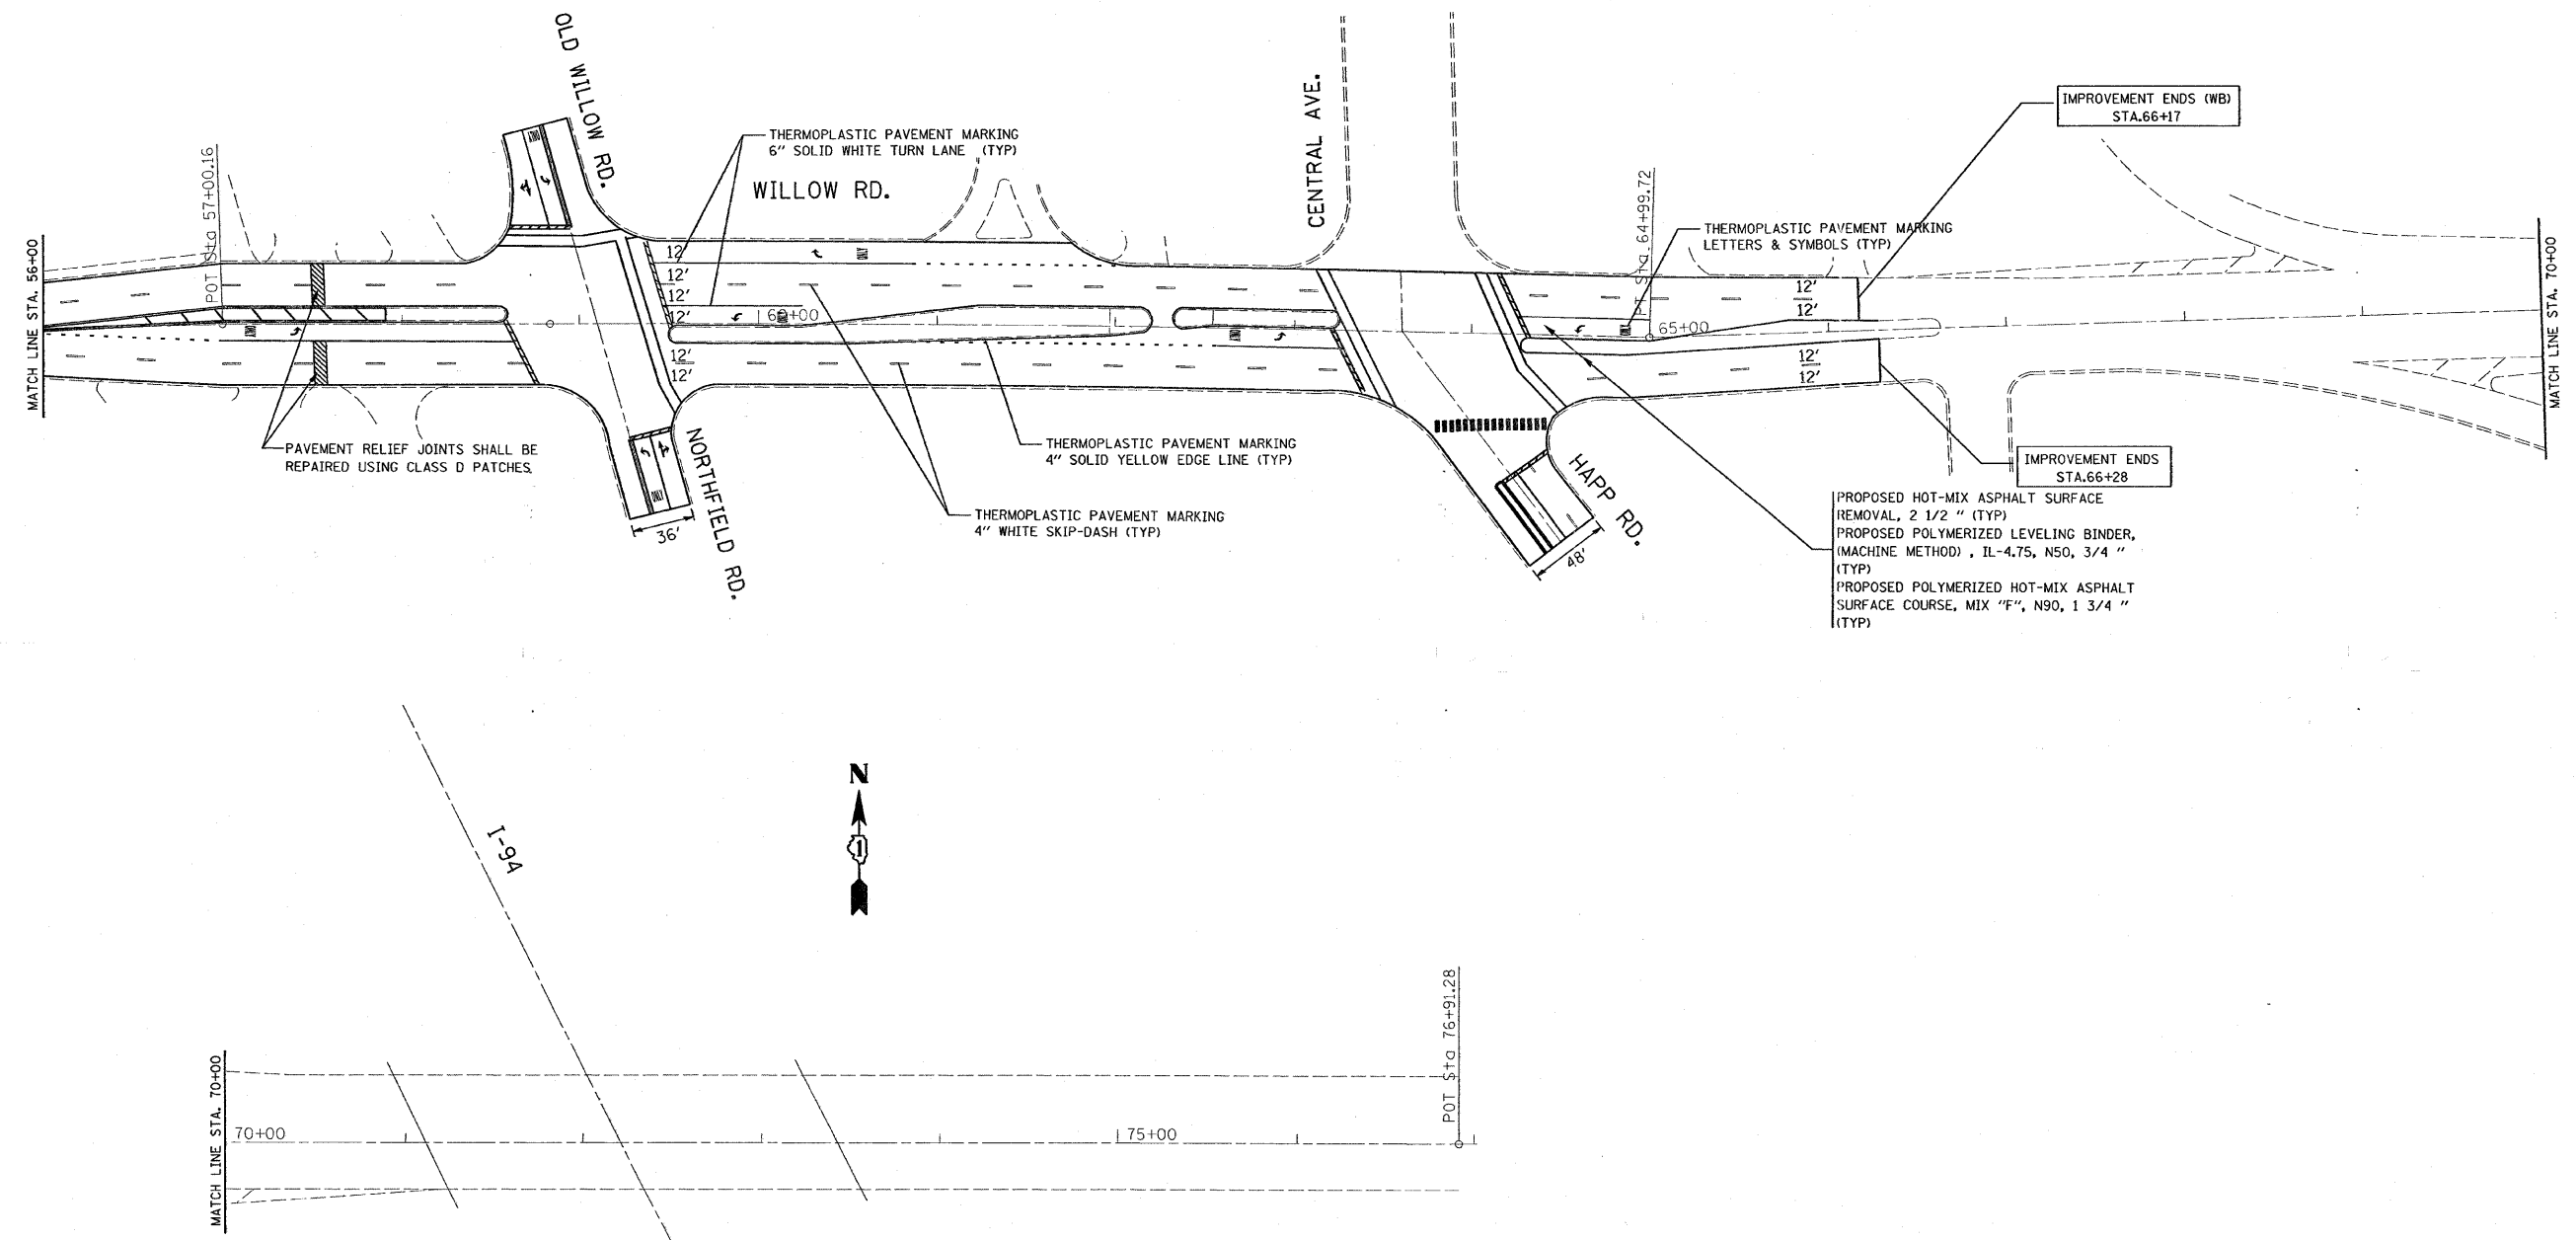 OLD WILLOW RD.
THERMOPLASTIC PAVEMENT MARKING
6" SOLID WHITE TURN LANE (TYP)
WILLOW RD.
CENTRAL AVE.
IMPROVEMENT ENDS (WB)
STA.66+17
THERMOPLASTIC PAVEMENT MARKING
LETTERS & SYMBOLS (TYP)
POT Sta 57+00.16
PT Sta 64+99.72
MATCH LINE STA. 56+00
MATCH LINE STA. 70+00
ONLY
ONLY
ONLY
ONLY
ONLY
ONLY
12'
12'
12'
12'
12'
12'
60+00
65+00
12'
12'
12'
12'
PAVEMENT RELIEF JOINTS SHALL BE
REPAIRED USING CLASS D PATCHES.
36'
NORTHFIELD RD.
THERMOPLASTIC PAVEMENT MARKING
4" SOLID YELLOW EDGE LINE (TYP)
THERMOPLASTIC PAVEMENT MARKING
4" WHITE SKIP-DASH (TYP)
HAPP RD.
48'
IMPROVEMENT ENDS
STA.66+28
PROPOSED HOT-MIX ASPHALT SURFACE
REMOVAL, 2 1/2 " (TYP)
PROPOSED POLYMERIZED LEVELING BINDER,
(MACHINE METHOD) , IL-4.75, N50, 3/4 "
(TYP)
PROPOSED POLYMERIZED HOT-MIX ASPHALT
SURFACE COURSE, MIX "F", N90, 1 3/4 "
(TYP)
N
1
I-94
MATCH LINE STA. 70+00
70+00
75+00
POT Sta 76+91.28